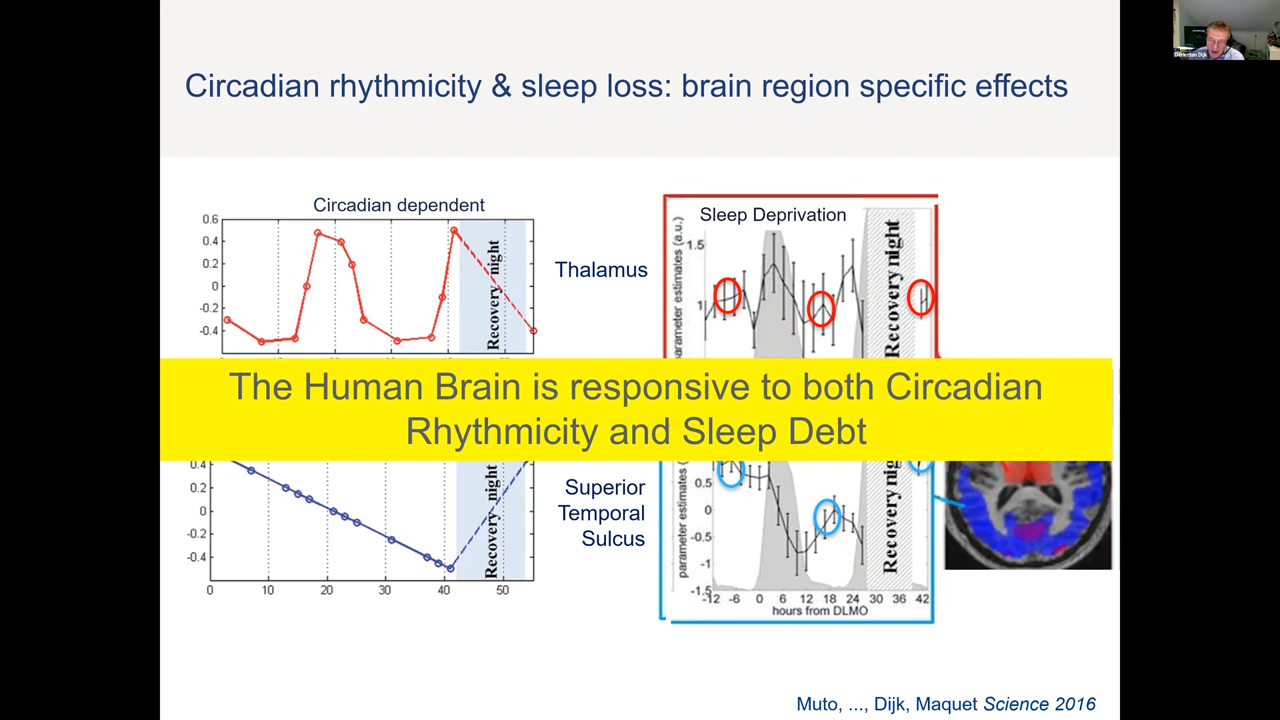 Circadian rhythmicity & sleep loss: brain region specific effects
Derk-Jan Dijk
Circadian dependent
0.6
0.4
0.2
0
-0.2
-0.4
Recovery night
Thalamus
Sleep Deprivation
parameter estimates (a.u.)
1.5
1
Recovery night
The Human Brain is responsive to both Circadian
Rhythmicity and Sleep Debt
0.4
0.2
0
-0.2
-0.4
0 10 20 30 40 50
Recovery night
Superior
Temporal
Sulcus
parameter estimates (
0.5
0
-0.5
-1
-1.5
-12 -6 0 6 12 18 24 30 36 42
hours from DLMO
Recovery nig
Muto, ..., Dijk, Maquet Science 2016